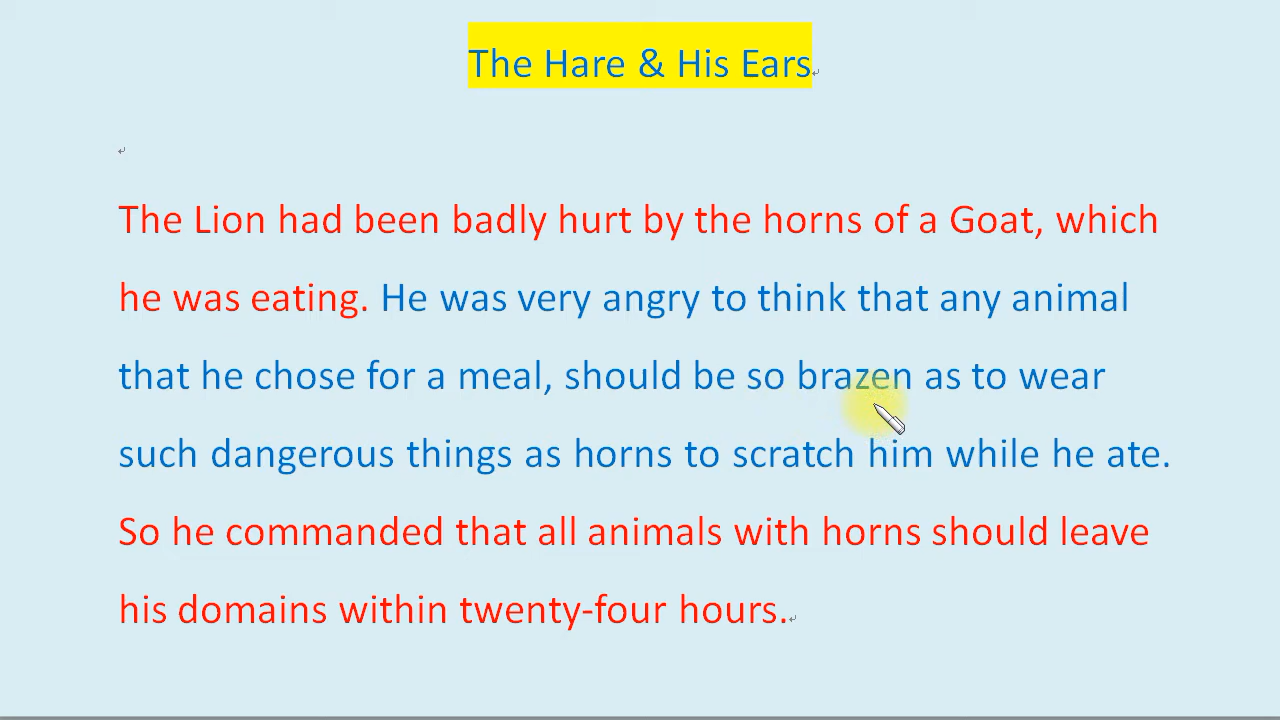 The Hare & His Ears
The Lion had been badly hurt by the horns of a Goat, which
he was eating. He was very angry to think that any animal
that he chose for a meal, should be so brazen as to wear
such dangerous things as horns to scratch him while he ate.
So he commanded that all animals with horns should leave
his domains within twenty-four hours.